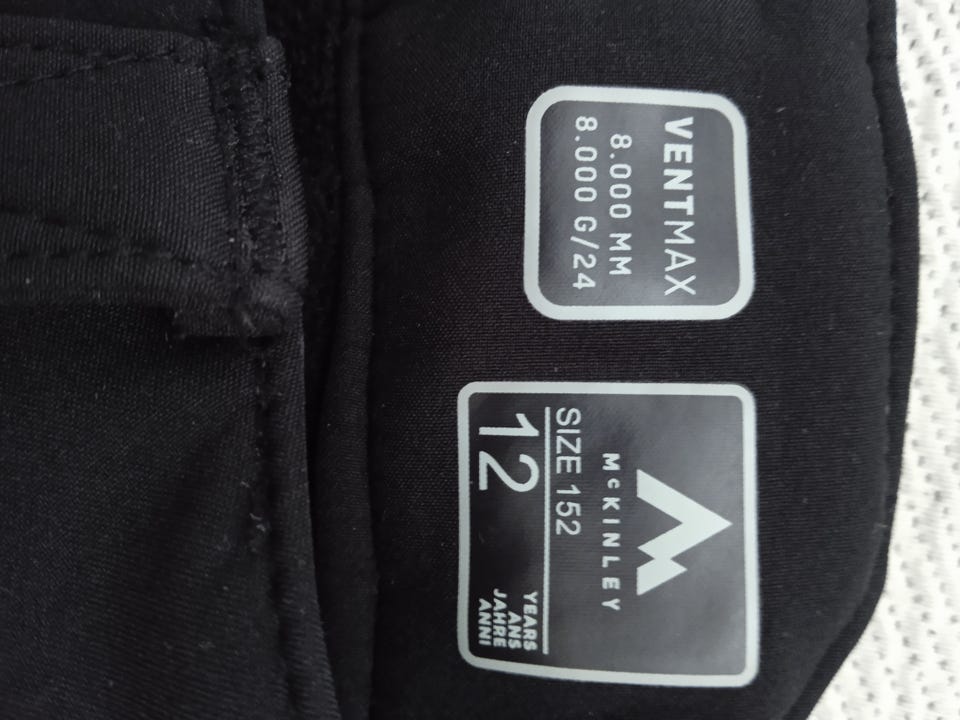 VENTMAX
8.000 MM
8.000 G/24
McKINLEY
SIZE 152
12
YEARS
ANS
JAHRE
ANNI